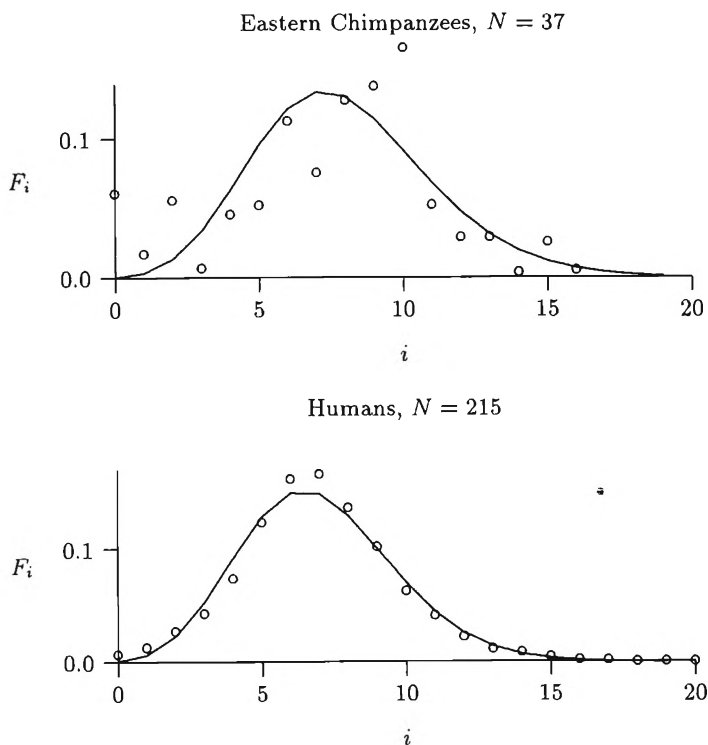 Eastern Chimpanzees, N = 37
0.1
F_i
0.0
0 5 10 15 20
i
Humans, N = 215
0.1
F_i
0.0
0 5 10 15 20
i